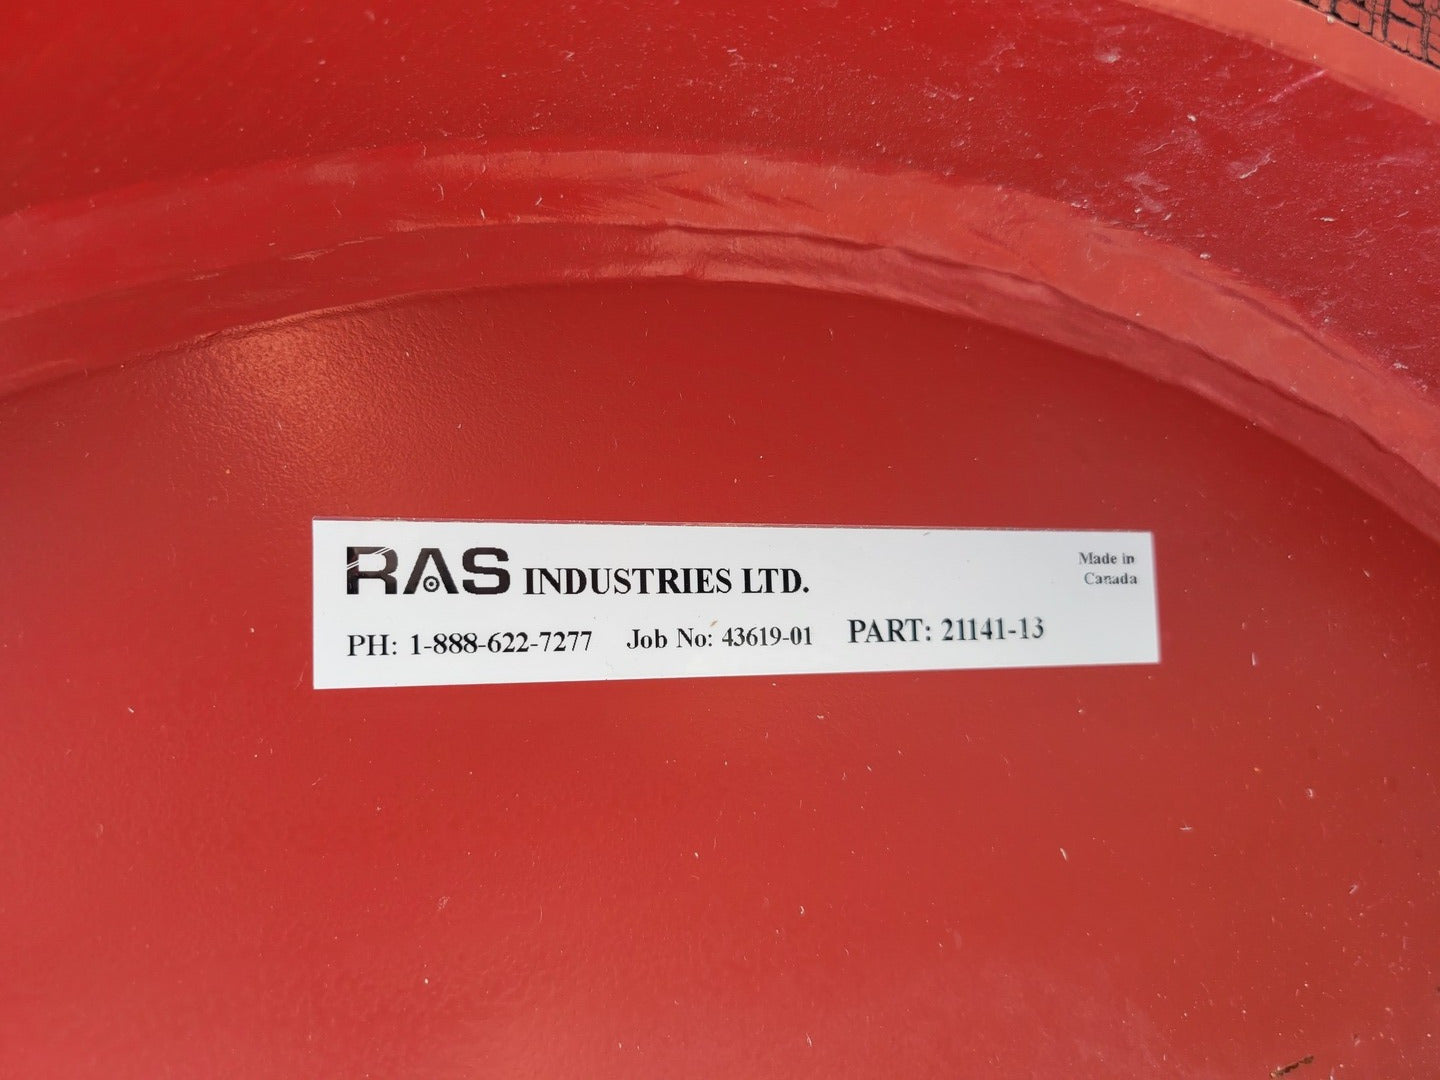 RAS INDUSTRIES LTD.
Made in
Canada
PH: 1-888-622-7277 Job No: 43619-01 PART: 21141-13